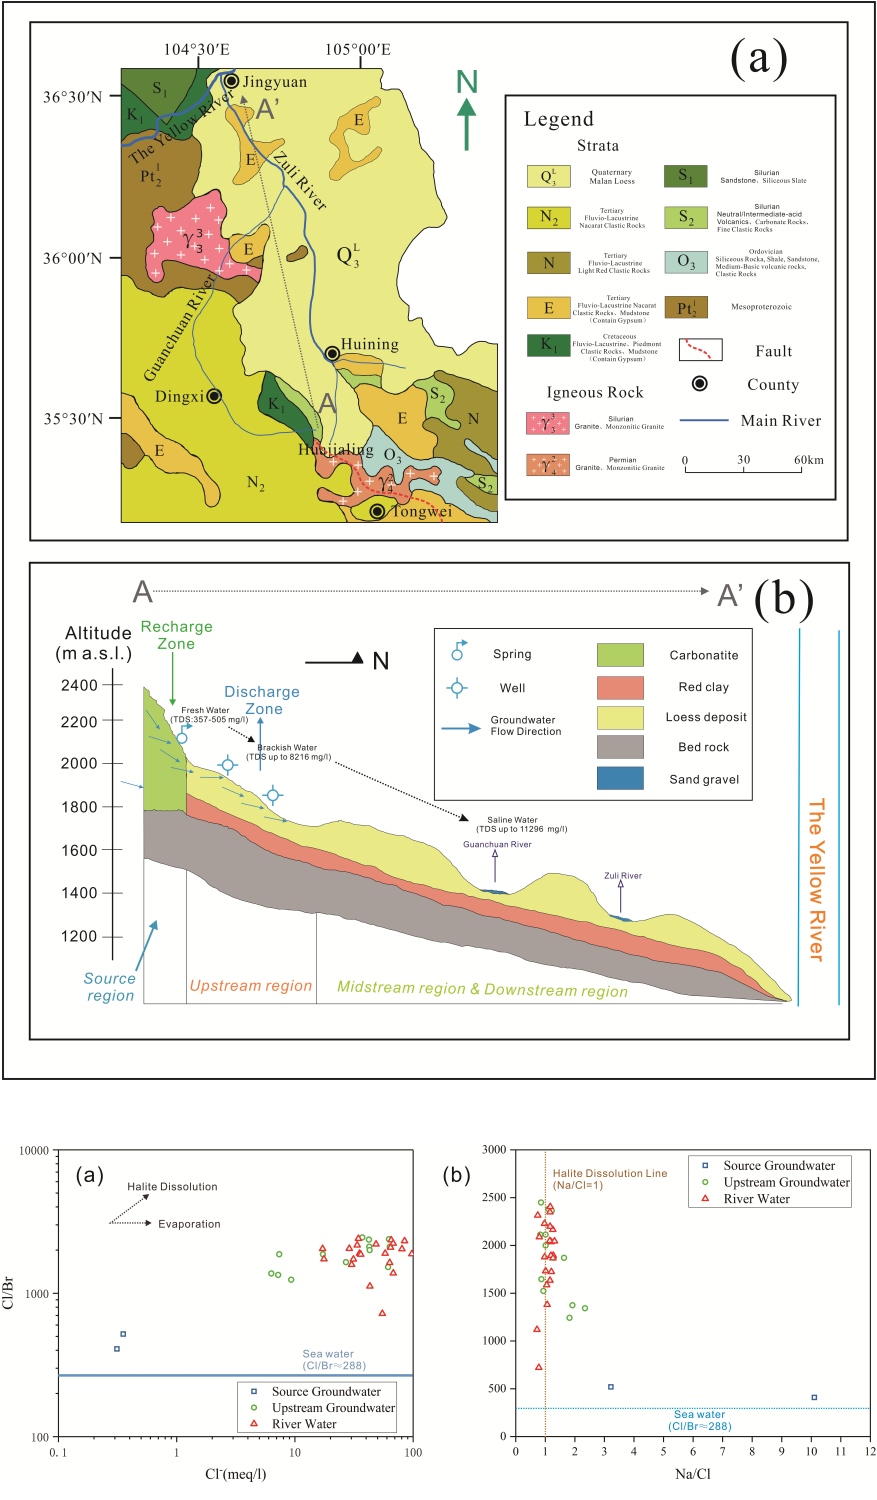 104°30′E
105°00′E
(a)
36°30′N
36°00′N
35°30′N
N
S1
K1
The Yellow River
Jingyuan
A’
E
E
Zuli River
Pt₂¹
γ₃³
E
Q₃ᴸ
Guanchuan River
Huining
Dingxi
K1
A
S2
E
N
Huajialing
O3
E
N2
γ₄²
S2
Tongwei
Legend
Strata
Q₃ᴸ
Quaternary
Malan Loess
N2
Tertiary
Fluvio-Lacustrine
Nacarat Clastic Rocks
N
Tertiary
Fluvio-Lacustrine
Light Red Clastic Rocks
E
Tertiary
Fluvio-Lacustrine Nacarat
Clastic Rocks、Mudstone
(Contain Gypsum)
K1
Cretaceous
Fluvio-Lacustrine、Piedmont
Clastic Rocks、Mudstone
(Contain Gypsum)
S1
Silurian
Sandstone、Siliceous Slate
S2
Silurian
Neutral/Intermediate-acid
Volcanics、Carbonate Rocks、
Fine Clastic Rocks
O3
Ordovician
Siliceous Rocka, Shale, Sandstone,
Medium-Basic volcanic rocks,
Clastic Rocks
Pt₂¹
Mesoproterozoic
Fault
County
Main River
0 30 60km
Igneous Rock
γ₃³
Silurian
Granite、Monzonitic Granite
γ₄²
Permian
Granite、Monzonitic Granite
A
A’
(b)
Altitude
(m a.s.l.)
2400
2200
2000
1800
1600
1400
1200
Recharge
Zone
N
Discharge
Zone
Fresh Water
(TDS:357-505 mg/l)
Brackish Water
(TDS up to 8216 mg/l)
Saline Water
(TDS up to 11296 mg/l)
Guanchuan River
Zuli River
Spring
Well
Groundwater
Flow Direction
Carbonatite
Red clay
Loess deposit
Bed rock
Sand gravel
The Yellow River
Source
region
Upstream region
Midstream region & Downstream region
(a)
Halite Dissolution
Evaporation
Sea water
(Cl/Br≈288)
Source Groundwater
Upstream Groundwater
River Water
10000
1000
100
Cl/Br
0.1 1 10 100
Cl⁻(meq/l)
(b)
Halite Dissolution Line
(Na/Cl=1)
Source Groundwater
Upstream Groundwater
River Water
3000
2500
2000
1500
1000
500
0
Sea water
(Cl/Br≈288)
0 1 2 3 4 5 6 7 8 9 10 11 12
Na/Cl